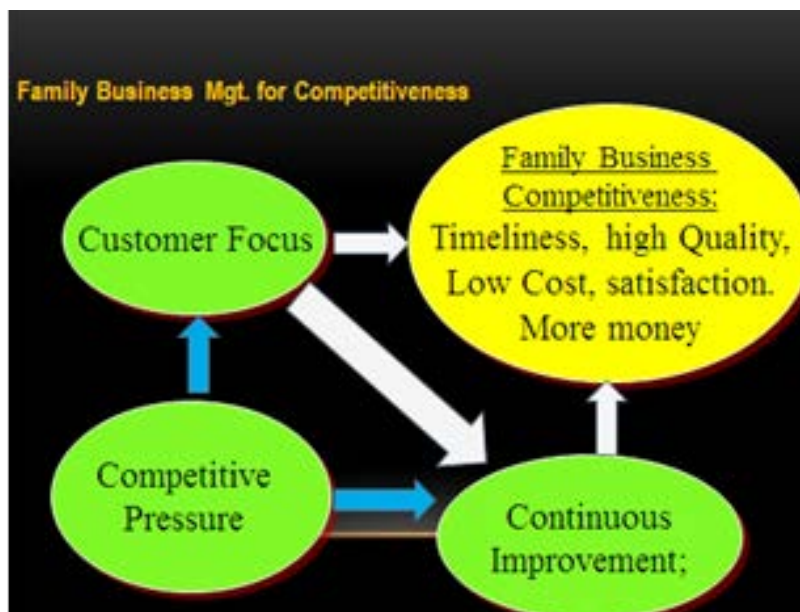 Family Business Mgt. for Competitiveness
Family Business
Competitiveness:
Timeliness, high Quality,
Low Cost, satisfaction.
More money
Customer Focus
Competitive
Pressure
Continuous
Improvement;